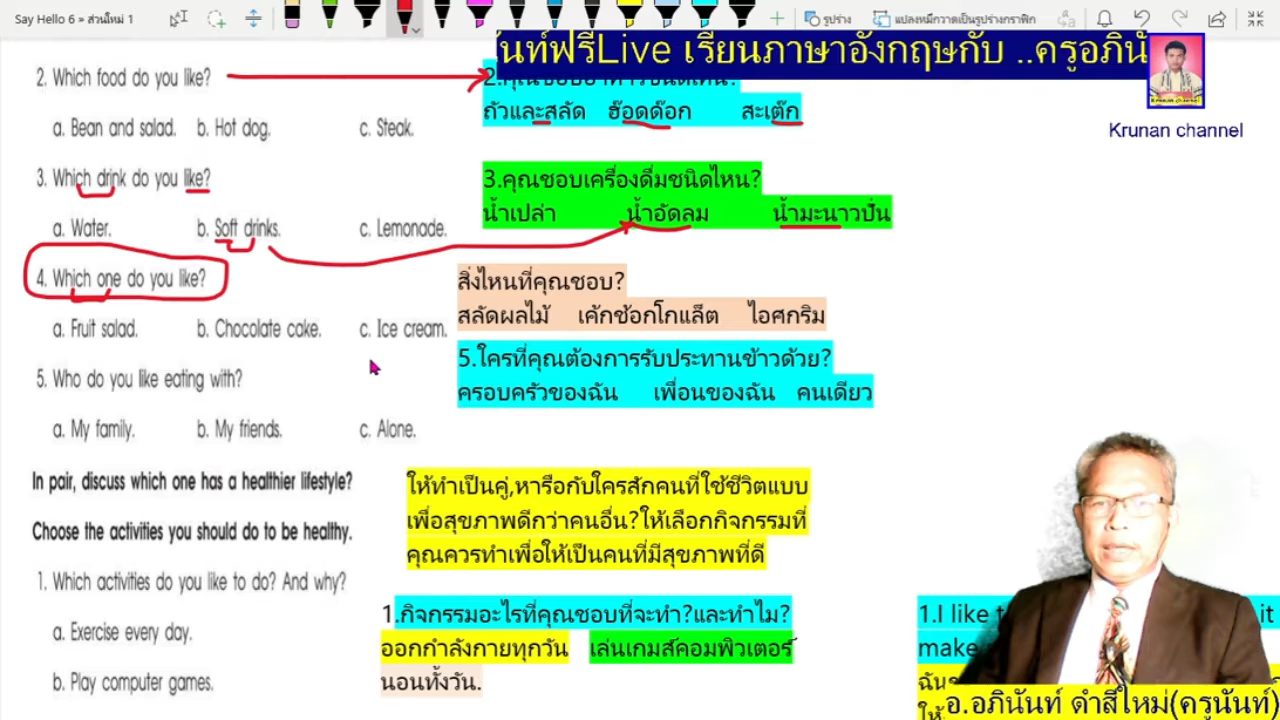 Say Hello 6 » ส่วนใหม่ 1
รูปร่าง
แปลงหมึกวาดเป็นรูปร่างกราฟิก
นท์ฟรีLive เรียนภาษาอังกฤษกับ ..ครูอภินั
Krunan channel
2. Which food do you like?
a. Bean and salad. b. Hot dog. c. Steak.
2.คุณชอบอาหารชนิดไหน?
ถัวและสลัด ฮ๊อดด๊อก สะเต๊ก
3. Which drink do you like?
a. Water. b. Soft drinks. c. Lemonade.
3.คุณชอบเครื่องดื่มชนิดไหน?
น้ำเปล่า น้ำอัดลม น้ำมะนาวปั่น
4. Which one do you like?
a. Fruit salad. b. Chocolate cake. c. Ice cream.
สิ่งไหนที่คุณชอบ?
สลัดผลไม้ เค้กช้อกโกแล็ต ไอศกริม
5. Who do you like eating with?
a. My family. b. My friends. c. Alone.
5.ใครที่คุณต้องการรับประทานข้าวด้วย?
ครอบครัวของฉัน เพื่อนของฉัน คนเดียว
In pair, discuss which one has a healthier lifestyle?
Choose the activities you should do to be healthy.
ให้ทำเป็นคู่,หารือกับใครสักคนที่ใช้ชีวิตแบบ
เพื่อสุขภาพดีกว่าคนอื่น?ให้เลือกกิจกรรมที่
คุณควรทำเพื่อให้เป็นคนที่มีสุขภาพที่ดี
1. Which activities do you like to do? And why?
a. Exercise every day.
b. Play computer games.
1.กิจกรรมอะไรที่คุณชอบที่จะทำ?และทำไม?
ออกกำลังกายทุกวัน เล่นเกมส์คอมพิวเตอร์
นอนทั้งวัน.
1.I like it
make
อ.อภินันท์ ดำสีใหม่(ครูนันท์)